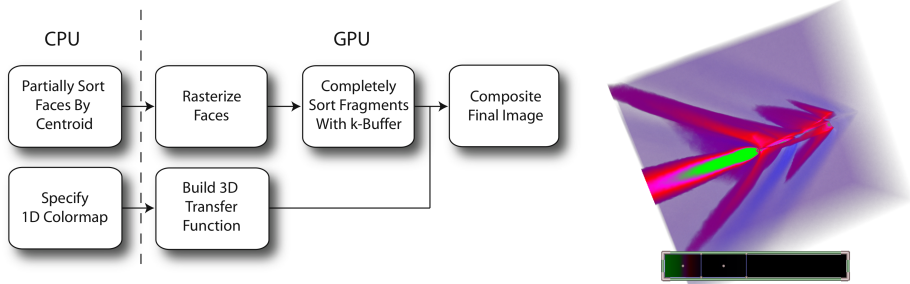 CPU
GPU
Partially Sort
Faces By
Centroid
Rasterize
Faces
Completely
Sort Fragments
With k-Buffer
Composite
Final Image
Specify
1D Colormap
Build 3D
Transfer
Function